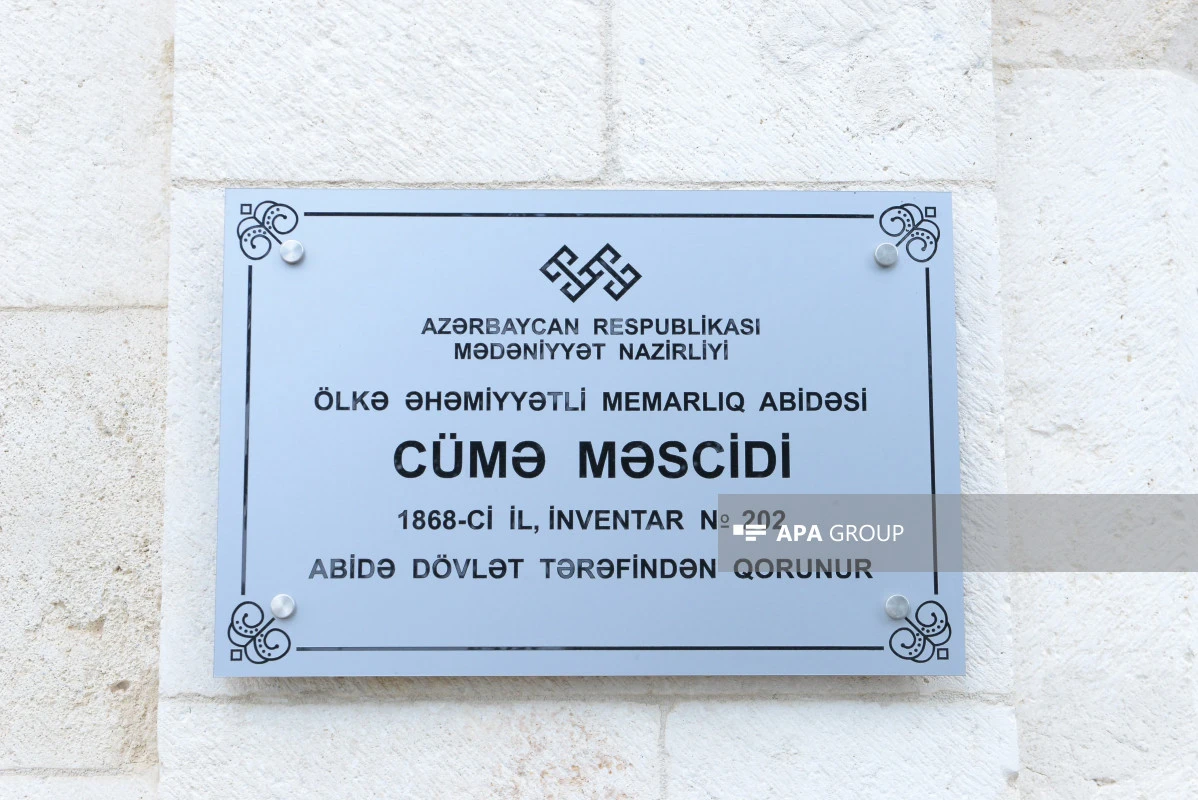 AZƏRBAYCAN RESPUBLİKASI
MƏDƏNİYYƏT NAZİRLİYİ
ÖLKƏ ƏHƏMİYYƏTLİ MEMARLIQ ABİDƏSİ
CÜMƏ MƏSCİDİ
1868-Cİ İL, İNVENTAR № 202
APA GROUP
ABİDƏ DÖVLƏT TƏRƏFİNDƏN QORUNUR